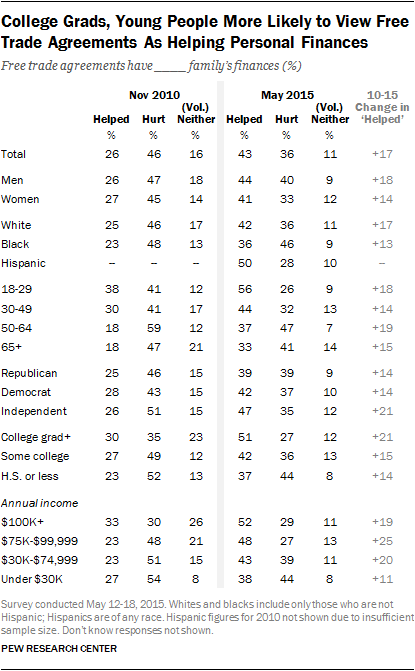 College Grads, Young People More Likely to View Free
Trade Agreements As Helping Personal Finances
Free trade agreements have _____ family's finances (%)
Nov 2010 May 2015 10-15
Helped Hurt (Vol.) Neither Helped Hurt (Vol.) Neither Change in 'Helped'
% % % % % %
Total 26 46 16 43 36 11 +17
Men 26 47 18 44 40 9 +18
Women 27 45 14 41 33 12 +14
White 25 46 17 42 36 11 +17
Black 23 48 13 36 46 9 +13
Hispanic -- -- -- 50 28 10 --
18-29 38 41 12 56 26 9 +18
30-49 30 41 17 44 32 13 +14
50-64 18 59 12 37 47 7 +19
65+ 18 47 21 33 41 14 +15
Republican 25 46 15 39 39 9 +14
Democrat 28 43 15 42 37 10 +14
Independent 26 51 15 47 35 12 +21
College grad+ 30 35 23 51 27 12 +21
Some college 27 49 12 42 36 13 +15
H.S. or less 23 52 13 37 44 8 +14
Annual income
$100K+ 33 30 26 52 29 11 +19
$75K-$99,999 23 48 21 48 27 13 +25
$30K-$74,999 23 51 15 43 39 11 +20
Under $30K 27 54 8 38 44 8 +11
Survey conducted May 12-18, 2015. Whites and blacks include only those who are not
Hispanic; Hispanics are of any race. Hispanic figures for 2010 not shown due to insufficient
sample size. Don't know responses not shown.
PEW RESEARCH CENTER